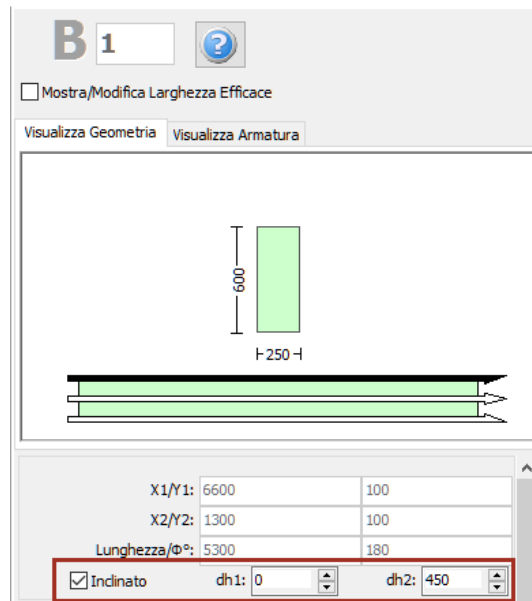 B 1
Mostra/Modifica Larghezza Efficace
Visualizza Geometria Visualizza Armatura
600
250
X1/Y1: 6600 100
X2/Y2: 1300 100
Lunghezza/Φ°: 5300 180
Inclinato dh1: 0 dh2: 450